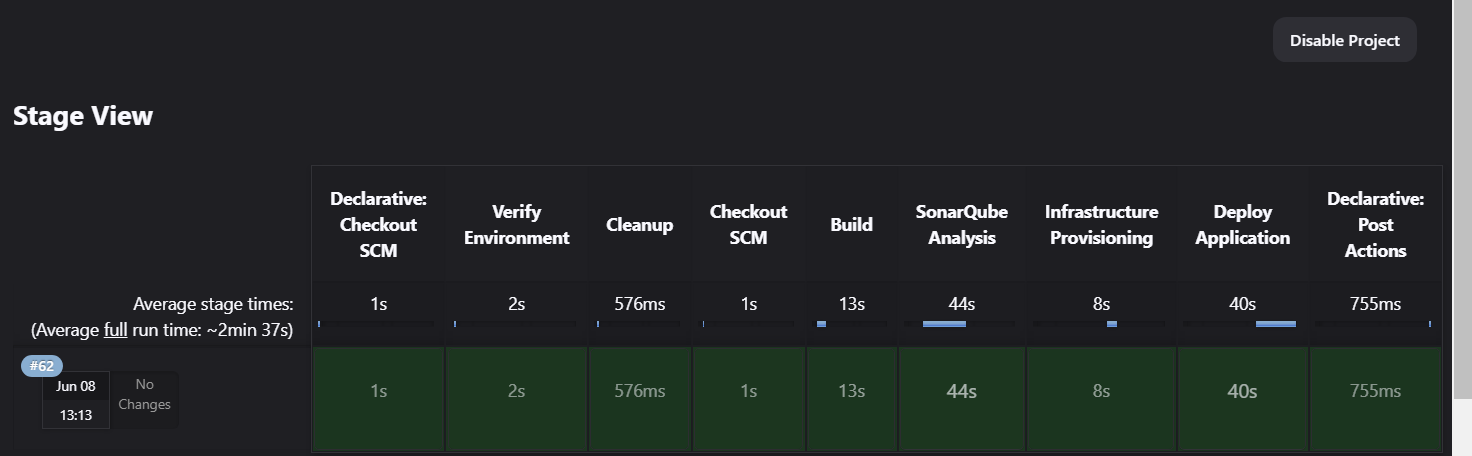 Disable Project
Stage View
Declarative:
Checkout
SCM
Verify
Environment
Cleanup
Checkout
SCM
Build
SonarQube
Analysis
Infrastructure
Provisioning
Deploy
Application
Declarative:
Post
Actions
Average stage times:
(Average full run time: ~2min 37s)
1s
2s
576ms
1s
13s
44s
8s
40s
755ms
#62
Jun 08
13:13
No
Changes
1s
2s
576ms
1s
13s
44s
8s
40s
755ms